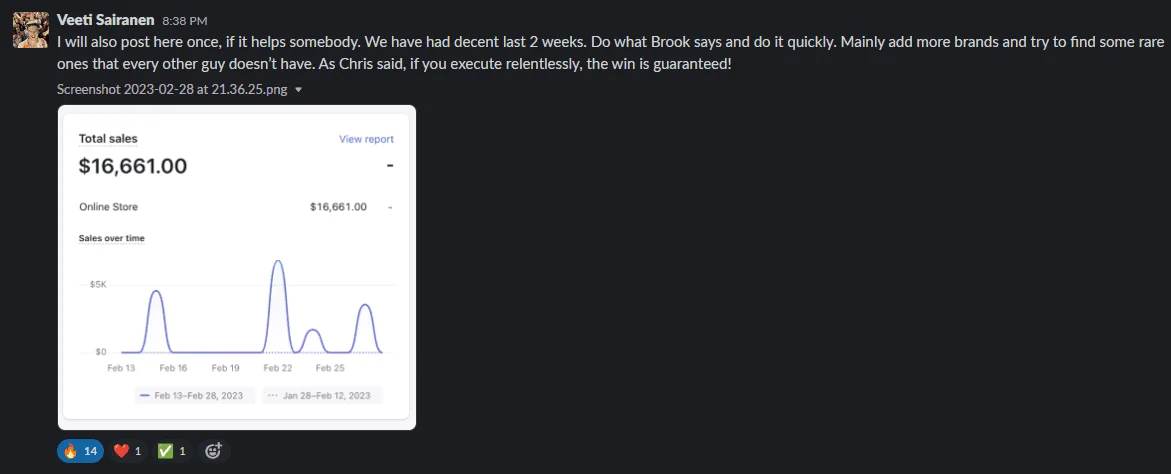 Veeti Sairanen 8:38 PM
I will also post here once, if it helps somebody. We have had decent last 2 weeks. Do what Brook says and do it quickly. Mainly add more brands and try to find some rare
ones that every other guy doesn’t have. As Chris said, if you execute relentlessly, the win is guaranteed!
Screenshot 2023-02-28 at 21.36.25.png
Total sales View report
$16,661.00 -
Online Store $16,661.00 -
Sales over time
$5K
$0
Feb 13 Feb 16 Feb 19 Feb 22 Feb 25
Feb 13–Feb 28, 2023 Jan 28–Feb 12, 2023
14 1 1